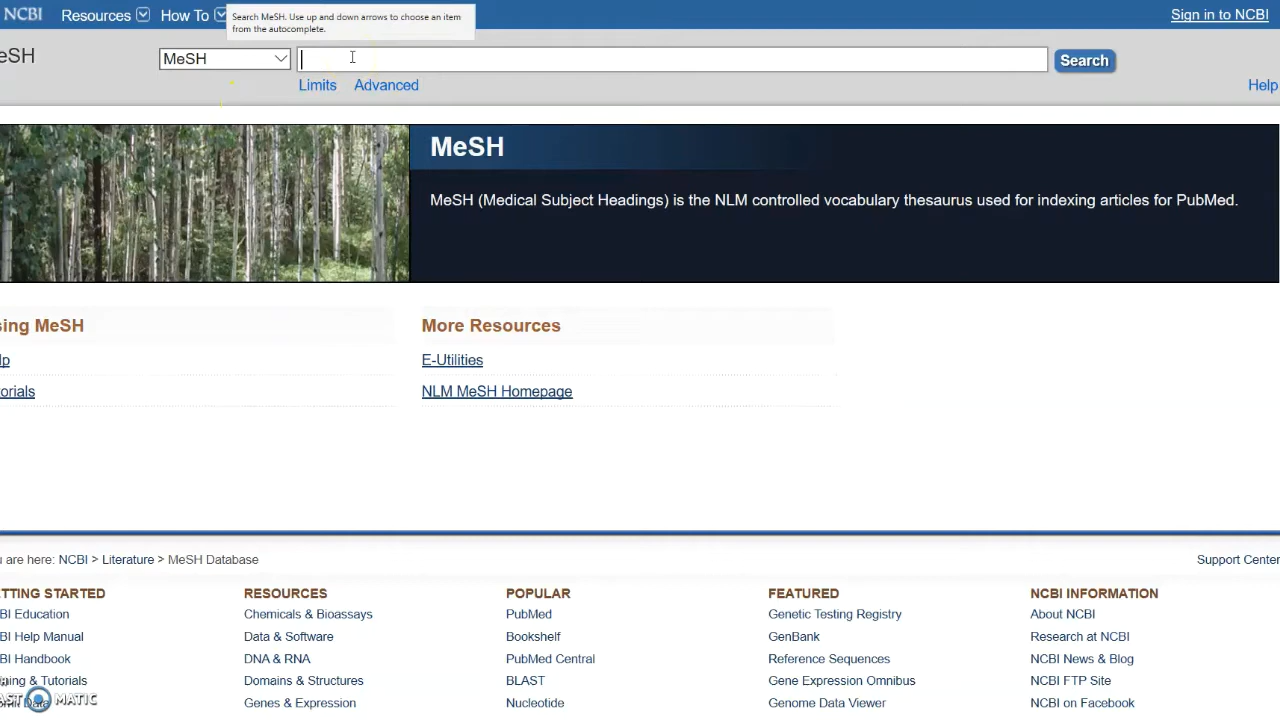 NCBI Resources How To Sign in to NCBI
Search MeSH. Use up and down arrows to choose an item
from the autocomplete.
eSH MeSH Search
Limits Advanced Help
MeSH
MeSH (Medical Subject Headings) is the NLM controlled vocabulary thesaurus used for indexing articles for PubMed.
sing MeSH More Resources
lp E-Utilities
orials NLM MeSH Homepage
u are here: NCBI > Literature > MeSH Database Support Center
TTING STARTED RESOURCES POPULAR FEATURED NCBI INFORMATION
BI Education Chemicals & Bioassays PubMed Genetic Testing Registry About NCBI
BI Help Manual Data & Software Bookshelf GenBank Research at NCBI
BI Handbook DNA & RNA PubMed Central Reference Sequences NCBI News & Blog
ning & Tutorials Domains & Structures BLAST Gene Expression Omnibus NCBI FTP Site
AST MATIC Genes & Expression Nucleotide Genome Data Viewer NCBI on Facebook